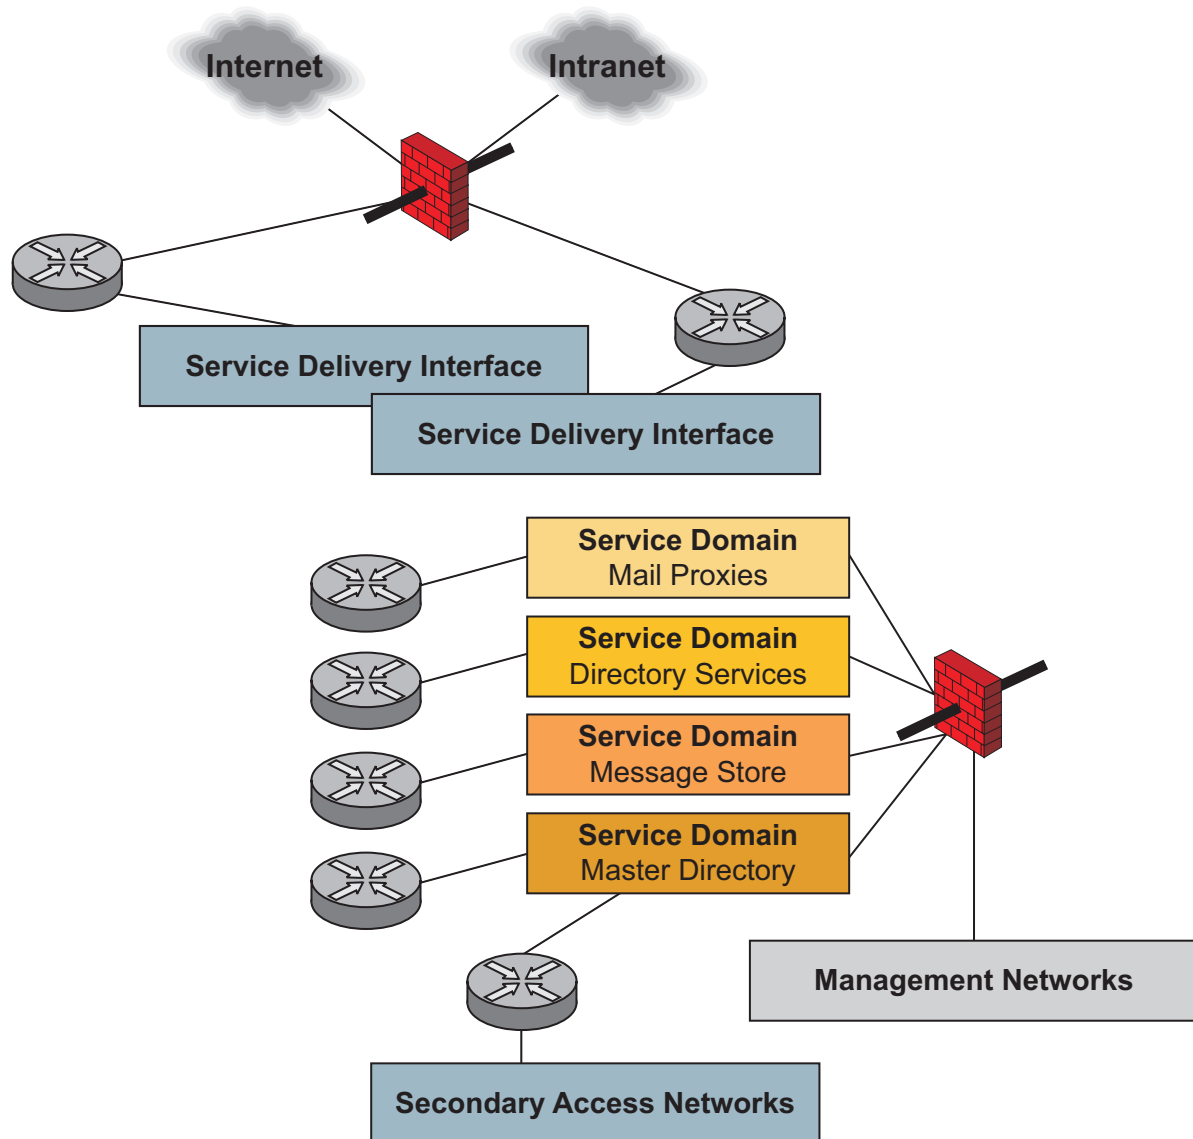 Internet
Intranet
Service Delivery Interface
Service Delivery Interface
Service Domain
Mail Proxies
Service Domain
Directory Services
Service Domain
Message Store
Service Domain
Master Directory
Management Networks
Secondary Access Networks